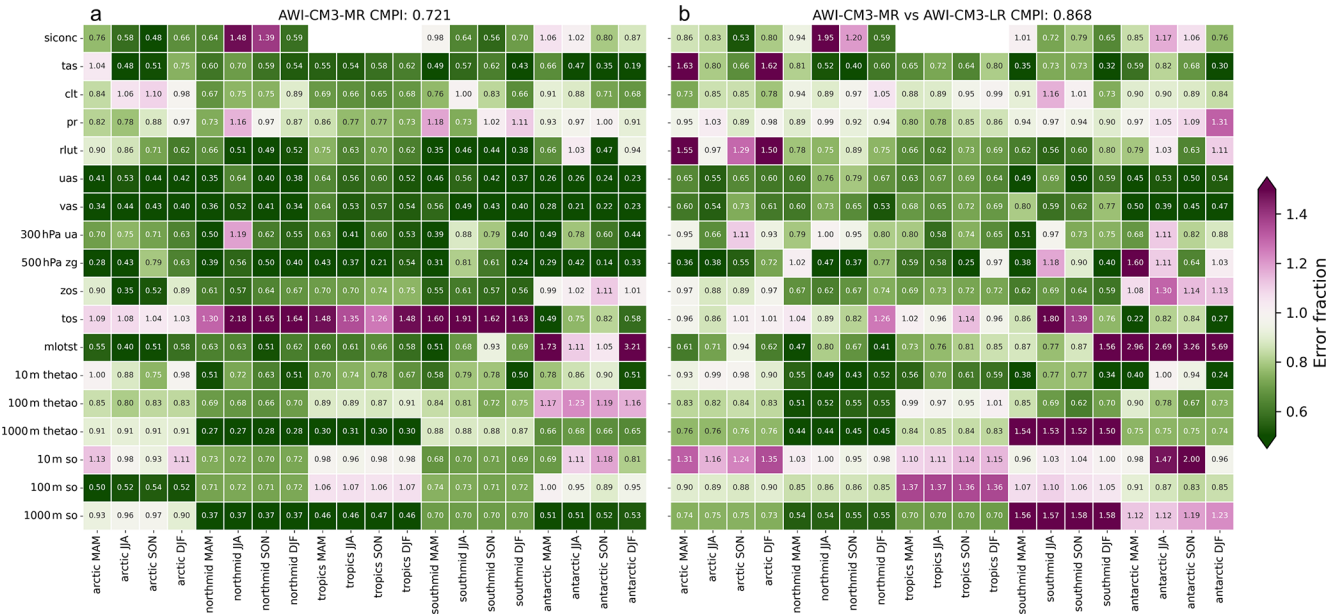 a AWI-CM3-MR CMPI: 0.721
b AWI-CM3-MR vs AWI-CM3-LR CMPI: 0.868
siconc 0.76 0.58 0.48 0.66 0.64 1.48 1.39 0.59 0.98 0.64 0.56 0.70 1.06 1.02 0.80 0.87 0.86 0.83 0.53 0.80 0.94 1.95 1.20 0.59 1.01 0.72 0.79 0.65 0.85 1.17 1.06 0.76
tas 1.04 0.48 0.51 0.75 0.60 0.70 0.59 0.54 0.55 0.54 0.58 0.62 0.48 0.57 0.62 0.43 0.66 0.47 0.35 0.19 1.63 0.80 0.66 1.62 0.81 0.52 0.40 0.60 0.65 0.72 0.64 0.80 0.35 0.73 0.73 0.32 0.59 0.82 0.68 0.30
clt 0.84 1.06 1.10 0.98 0.67 0.75 0.75 0.89 0.69 0.66 0.65 0.68 0.76 1.00 0.83 0.66 0.91 0.88 0.71 0.68 0.73 0.85 0.85 0.78 0.94 0.89 0.97 1.05 0.88 0.89 0.95 0.99 0.82 1.16 1.01 0.73 0.90 0.90 0.89 0.84
pr 0.82 0.78 0.88 0.97 0.73 1.16 0.97 0.91 0.86 0.77 0.77 0.73 1.18 0.73 1.02 1.11 0.93 0.97 1.00 0.91 0.95 1.03 0.89 0.98 0.89 0.99 0.92 0.94 0.80 0.78 0.85 0.86 0.94 0.97 0.94 0.90 0.97 1.05 1.09 1.31
rlut 0.90 0.86 0.71 0.62 0.66 0.51 0.49 0.52 0.75 0.63 0.70 0.62 0.35 0.46 0.44 0.38 0.66 1.03 0.47 0.94 1.55 0.97 1.29 1.50 0.78 0.75 0.89 0.75 0.66 0.62 0.63 0.68 0.62 0.56 0.60 0.80 0.79 1.03 0.63 1.11
uas 0.41 0.53 0.44 0.42 0.35 0.64 0.40 0.38 0.60 0.64 0.53 0.56 0.46 0.56 0.42 0.37 0.26 0.26 0.23 0.24 0.65 0.55 0.65 0.60 0.60 0.76 0.79 0.67 0.63 0.71 0.63 0.66 0.49 0.69 0.50 0.59 0.45 0.53 0.50 0.54
vas 0.34 0.44 0.43 0.40 0.36 0.52 0.41 0.34 0.64 0.53 0.57 0.54 0.56 0.49 0.43 0.40 0.28 0.21 0.22 0.23 0.60 0.54 0.73 0.61 0.56 0.73 0.70 0.53 0.68 0.65 0.72 0.67 0.80 0.59 0.62 0.77 0.50 0.39 0.45 0.47
300 hPa ua 0.70 0.75 0.71 0.63 0.50 1.19 0.62 0.55 0.63 0.41 0.60 0.53 0.39 0.88 0.79 0.40 0.49 0.78 0.60 0.44 0.95 0.66 1.11 0.93 0.79 1.00 0.95 0.80 0.80 0.58 0.74 0.65 0.51 0.97 0.73 0.75 0.68 1.11 0.82 0.88
500 hPa zg 0.28 0.43 0.79 0.63 0.39 0.56 0.50 0.40 0.42 0.43 0.23 0.42 0.31 0.81 0.61 0.24 0.49 0.42 0.14 0.33 0.36 0.38 0.55 0.72 1.02 0.47 0.37 0.77 0.59 0.58 0.25 0.97 0.38 1.18 0.90 0.40 1.60 1.11 0.64 1.03
zos 0.90 0.35 0.52 0.89 0.61 0.57 0.64 0.67 0.70 0.70 0.74 0.75 0.55 0.61 0.56 0.56 0.99 1.02 1.11 1.01 0.97 0.88 0.89 0.97 0.67 0.62 0.67 0.74 0.67 0.67 0.69 0.68 0.62 0.69 0.64 0.59 1.08 1.30 1.14 1.13
tos 1.09 1.08 1.04 1.03 1.30 2.18 1.65 1.64 1.48 1.35 1.26 1.48 1.60 1.91 1.62 1.63 0.49 0.75 0.82 0.58 0.96 0.86 1.01 1.01 1.04 0.89 0.82 1.26 1.02 0.96 1.14 0.96 0.86 1.80 1.39 0.76 0.22 0.82 0.84 0.27
mlotst 0.55 0.40 0.51 0.58 0.63 0.63 0.51 0.62 0.60 0.62 0.56 0.68 0.51 0.68 0.93 0.69 1.73 1.11 1.05 3.21 0.61 0.71 0.94 0.62 0.47 0.80 0.67 0.41 0.73 0.76 0.81 0.85 0.87 0.77 0.87 1.56 2.96 2.69 3.26 5.69
10 m thetao 1.00 0.88 0.75 0.98 0.51 0.72 0.63 0.51 0.70 0.74 0.78 0.67 0.58 0.79 0.78 0.50 0.78 0.86 0.90 0.51 0.93 0.99 0.98 0.90 0.55 0.49 0.43 0.52 0.56 0.70 0.61 0.59 0.38 0.77 0.77 0.34 0.40 1.00 0.94 0.24
100 m thetao 0.85 0.80 0.83 0.83 0.69 0.68 0.66 0.70 0.89 0.89 0.87 0.91 0.84 0.81 0.72 0.75 1.17 1.23 1.19 1.16 0.83 0.82 0.82 0.84 0.51 0.52 0.55 0.55 0.99 0.97 0.95 1.01 0.85 0.69 0.62 0.70 0.90 0.78 0.67 0.73
1000 m thetao 0.91 0.91 0.91 0.91 0.27 0.27 0.28 0.28 0.30 0.31 0.30 0.30 0.88 0.88 0.88 0.87 0.66 0.68 0.66 0.65 0.76 0.76 0.76 0.76 0.44 0.44 0.45 0.45 0.84 0.85 0.84 0.83 1.54 1.53 1.52 1.50 0.75 0.75 0.75 0.74
10 m so 1.13 0.98 0.93 1.11 0.73 0.72 0.70 0.72 0.98 0.96 0.98 0.98 0.68 0.70 0.69 0.71 0.69 1.11 1.18 0.81 1.31 1.16 1.24 1.35 1.03 1.00 0.95 0.98 1.10 1.11 1.14 1.15 0.96 1.03 1.04 1.00 0.98 1.47 2.00 0.96
100 m so 0.50 0.52 0.54 0.52 0.71 0.71 0.72 0.72 1.06 1.07 1.06 1.07 0.74 0.74 0.73 0.72 1.00 0.95 0.89 0.95 0.90 0.89 0.88 0.90 0.85 0.86 0.86 0.85 1.37 1.37 1.36 1.36 1.07 1.10 1.06 1.05 0.91 0.87 0.83 0.85
1000 m so 0.93 0.96 0.97 0.90 0.37 0.37 0.37 0.37 0.46 0.46 0.47 0.46 0.70 0.70 0.70 0.70 0.51 0.51 0.52 0.53 0.74 0.75 0.75 0.73 0.54 0.54 0.55 0.54 0.70 0.70 0.70 0.70 1.56 1.57 1.58 1.58 1.12 1.12 1.19 1.23
arctic MAM arctic JJA arctic SON arctic DJF northmid MAM northmid JJA northmid SON northmid DJF tropics MAM tropics JJA tropics SON tropics DJF southmid MAM southmid JJA southmid SON southmid DJF antarctic MAM antarctic JJA antarctic SON antarctic DJF
arctic MAM arctic JJA arctic SON arctic DJF northmid MAM northmid JJA northmid SON northmid DJF tropics MAM tropics JJA tropics SON tropics DJF southmid MAM southmid JJA southmid SON southmid DJF antarctic MAM antarctic JJA antarctic SON antarctic DJF
1.4
1.2
1.0
0.8
0.6
Error fraction